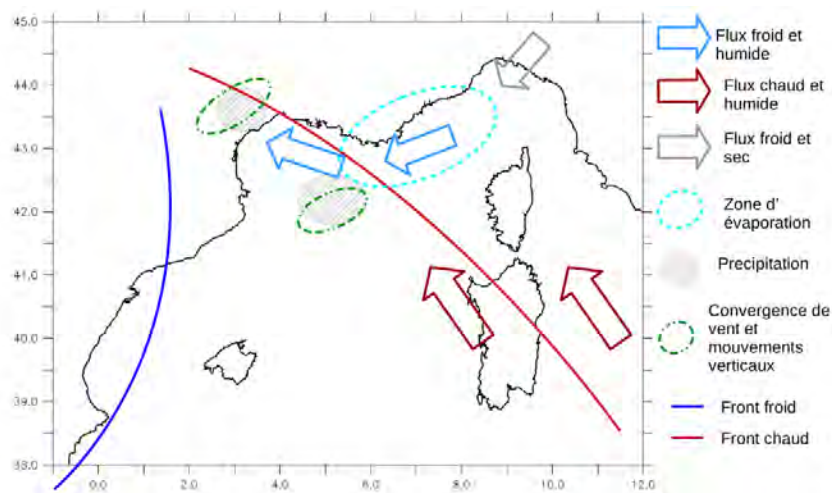 45.0
44.0
43.0
42.0
41.0
40.0
39.0
38.0
0.0
2.0
4.0
6.0
8.0
10.0
12.0
Flux froid et
humide
Flux chaud et
humide
Flux froid et
sec
Zone d'
évaporation
Precipitation
Convergence de
vent et
mouvements
verticaux
Front froid
Front chaud